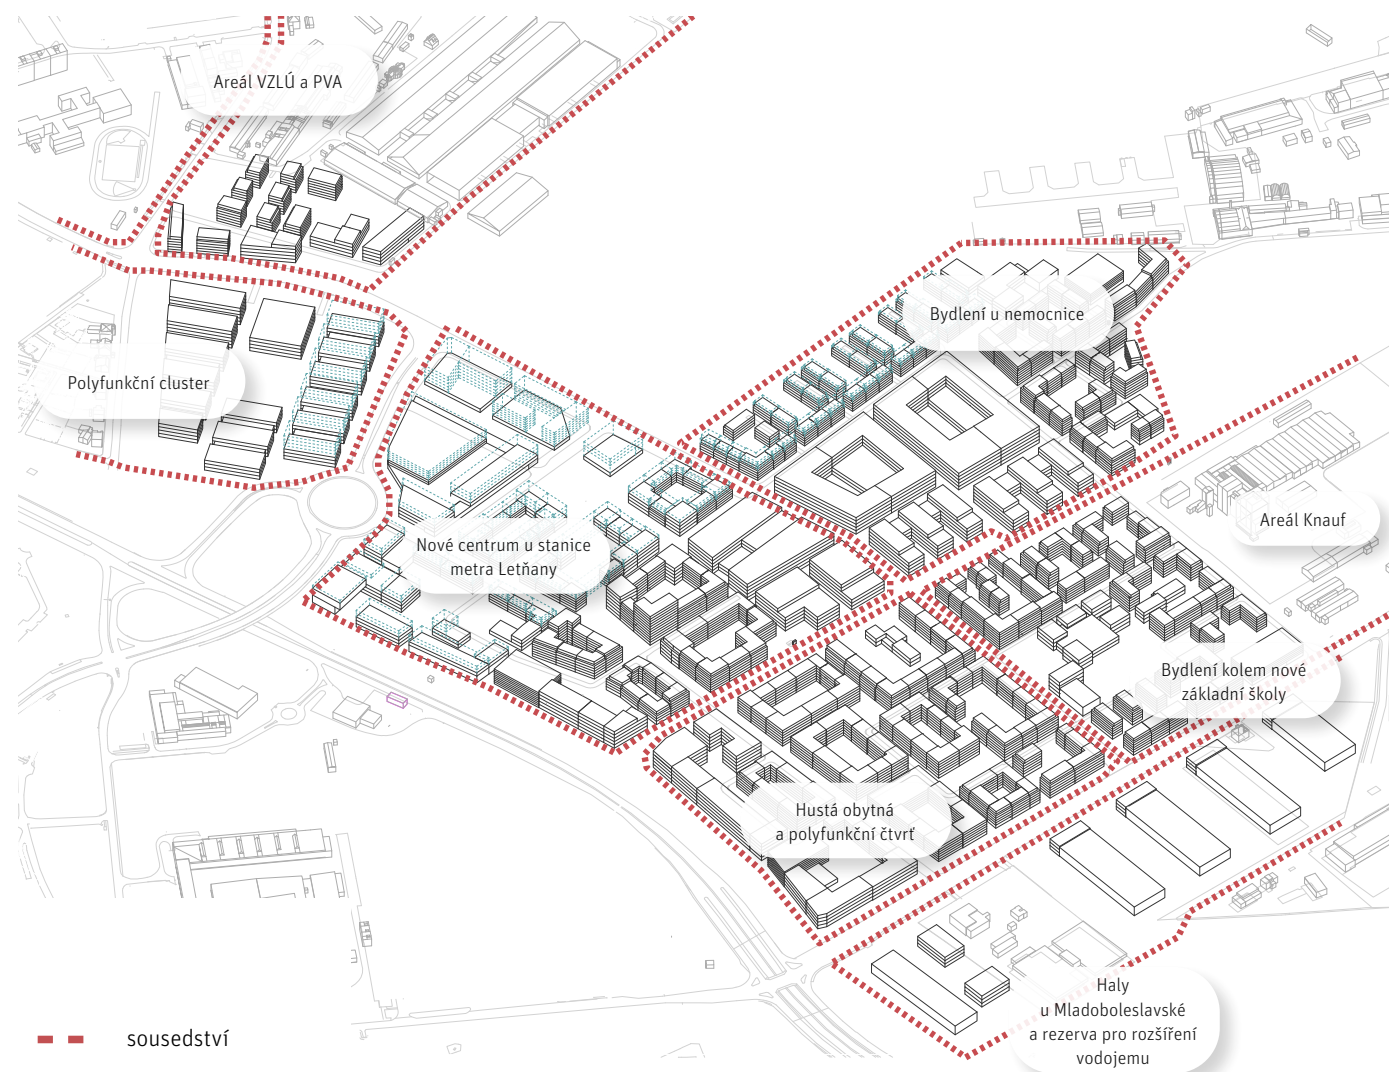 Areál VZLÚ a PVA
Bydlení u nemocnice
Polyfunkční cluster
Areál Knauf
Nové centrum u stanice
metra Letňany
Bydlení kolem nové
základní školy
Hustá obytná
a polyfunkční čtvrť
Haly
u Mladoboleslavské
a rezerva pro rozšíření
vodojemu
sousedství